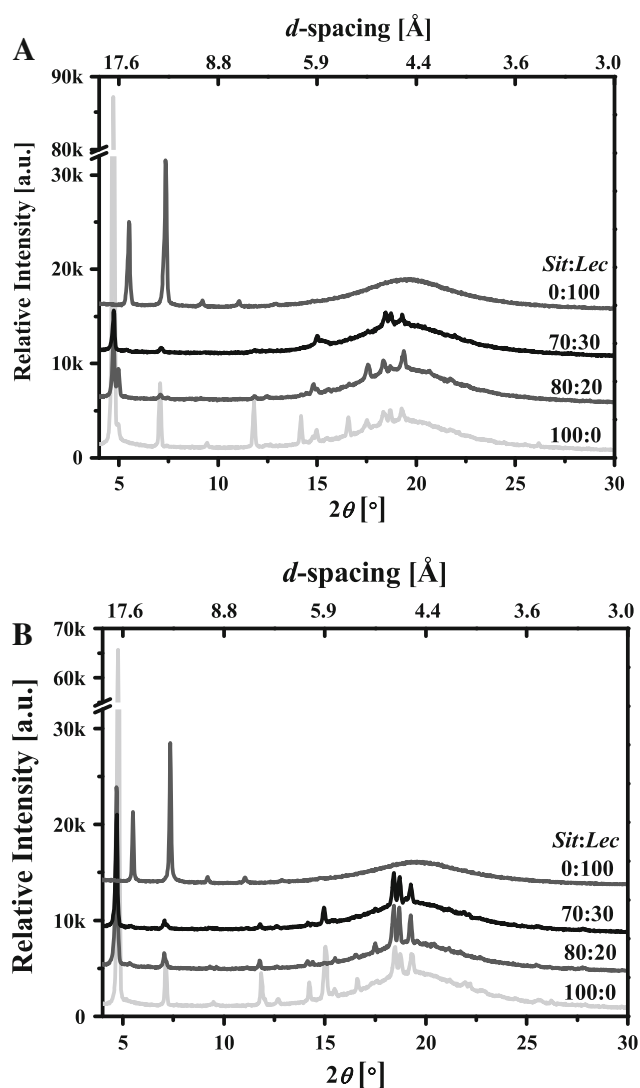 d-spacing [Å]
A
17.6 8.8 5.9 4.4 3.6 3.0
90k
80k
30k
20k
10k
0
Relative Intensity [a.u.]
Sit:Lec
0:100
70:30
80:20
100:0
5 10 15 20 25 30
2θ [°]
d-spacing [Å]
B
17.6 8.8 5.9 4.4 3.6 3.0
70k
60k
30k
20k
10k
0
Relative Intensity [a.u.]
Sit:Lec
0:100
70:30
80:20
100:0
5 10 15 20 25 30
2θ [°]